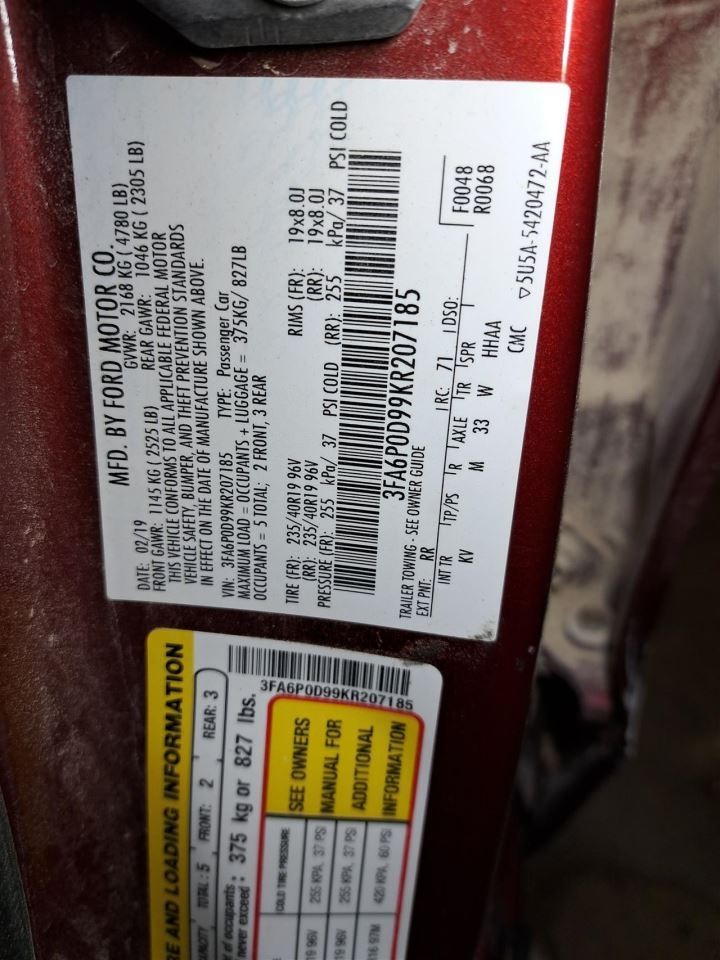 MFD. BY FORD MOTOR CO.
DATE: 02/19 GVWR: 2168 KG ( 4780 LB)
FRONT GAWR: 1145 KG ( 2525 LB) REAR GAWR: 1046 KG ( 2305 LB)
THIS VEHICLE CONFORMS TO ALL APPLICABLE FEDERAL MOTOR
VEHICLE SAFETY, BUMPER, AND THEFT PREVENTION STANDARDS
IN EFFECT ON THE DATE OF MANUFACTURE SHOWN ABOVE.
VIN: 3FA6P0D99KR207185 TYPE: Passenger Car
MAXIMUM LOAD = OCCUPANTS + LUGGAGE = 375KG/ 827LB
OCCUPANTS = 5 TOTAL; 2 FRONT, 3 REAR
TIRE (FR): 235/40R19 96V RIMS (FR): 19x8.0J
(RR): 235/40R19 96V (RR): 19x8.0J
PRESSURE (FR): 255 kPa/ 37 PSI COLD (RR): 255 kPa/ 37 PSI COLD
3FA6P0D99KR207185
TRAILER TOWING - SEE OWNER GUIDE
EXT PNT: RR RC: 71 DSO: F0048
R0068
INT TR TP/PS R AXLE TR SPR
KV M 33 W HHAA
CMC
▽5U5A-5420472-AA
RE AND LOADING INFORMATION
TOTAL: 5 FRONT: 2 REAR: 3
of occupants
never exceed: 375 kg or 827 lbs.
3FA6P0D99KR207185
COLD TIRE PRESSURE
255 KPA, 37 PSI
255 KPA, 37 PSI
420 KPA, 60 PSI
SEE OWNERS
MANUAL FOR
ADDITIONAL
INFORMATION